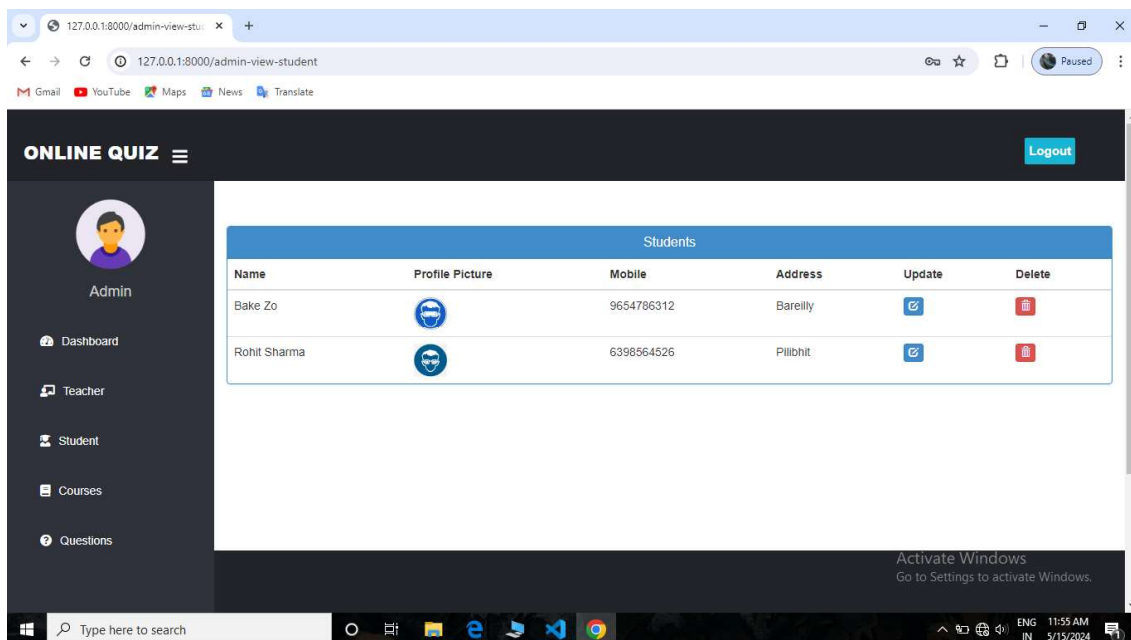 127.0.0.1:8000/admin-view-stu
127.0.0.1:8000/admin-view-student
Paused
Gmail YouTube Maps News Translate
ONLINE QUIZ
Logout
Admin
Dashboard
Teacher
Student
Courses
Questions
Students
Name Profile Picture Mobile Address Update Delete
Bake Zo 9654786312 Bareilly
Rohit Sharma 6398564526 Pilibhit
Activate Windows
Go to Settings to activate Windows.
Type here to search
ENG 11:55 AM
IN 5/15/2024